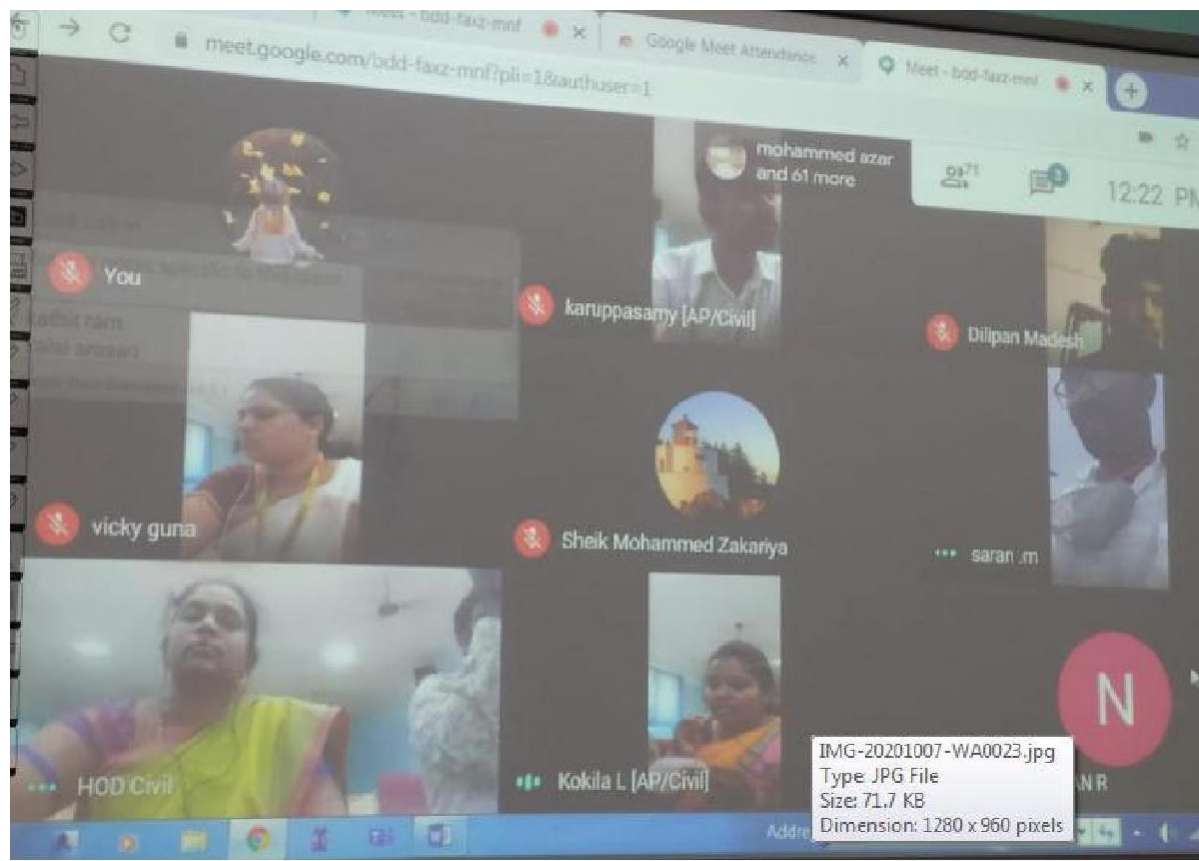 Meet - bdd-faxz-mnf
Google Meet Attendance
Meet - bdd-faxz-mnf
meet.google.com/bdd-faxz-mnf?pli=1&authuser=1
mohammed azar
and 61 more
71
12:22 PM
You
karuppasamy [AP/Civil]
Dilipan Madesh
vicky guna
Sheik Mohammed Zakariya
saran .m
HOD Civil
Kokila L [AP/Civil]
N
AN R
IMG-20201007-WA0023.jpg
Type: JPG File
Size: 71.7 KB
Dimension: 1280 x 960 pixels